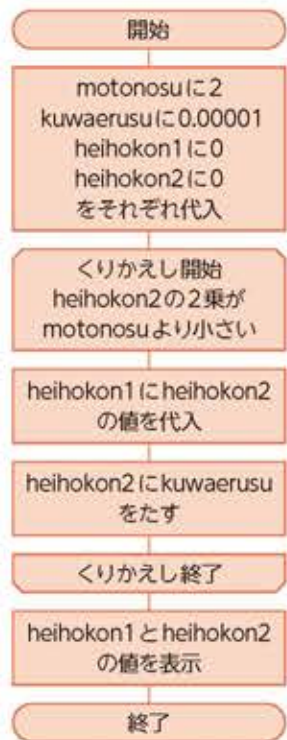 開始
motonosuに2
kuwaerusuに0.00001
heihokon1に0
heihokon2に0
をそれぞれ代入
くりかえし開始
heihokon2の2乗が
motonosuより小さい
heihokon1にheihokon2
の値を代入
heihokon2にkuwaerusu
をたす
くりかえし終了
heihokon1とheihokon2
の値を表示
終了